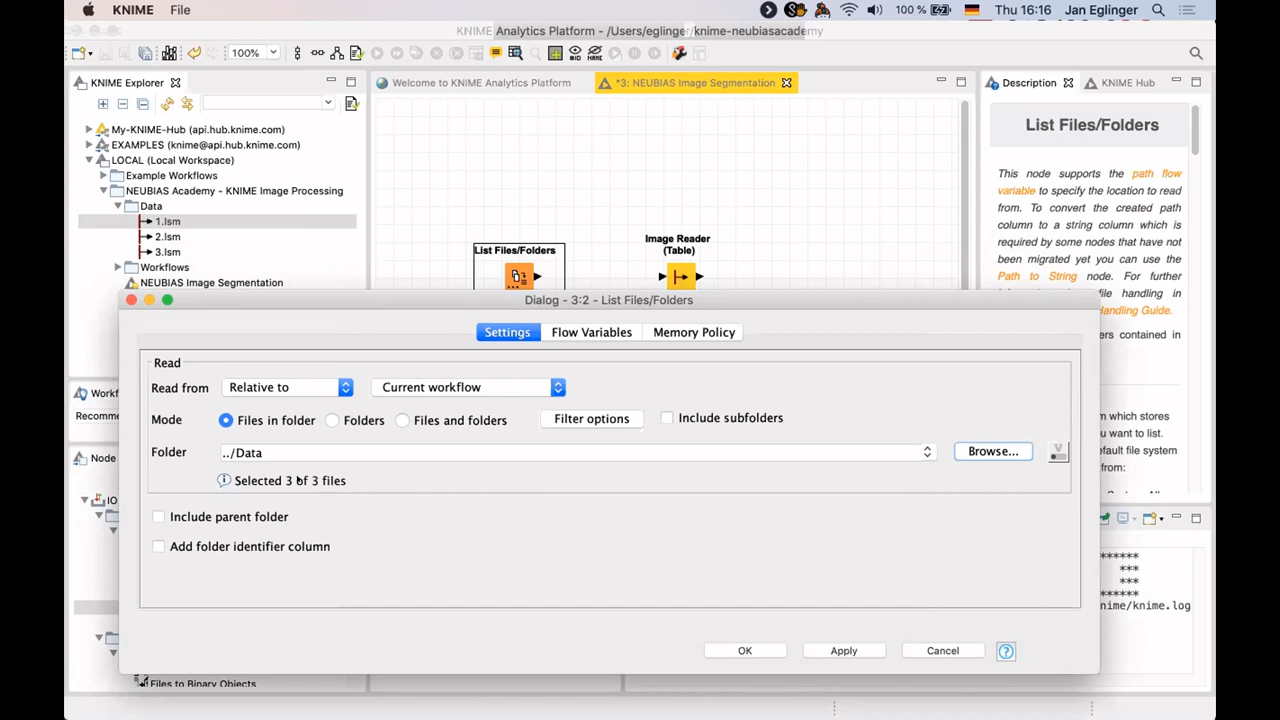 KNIME File 100 % Thu 16:16 Jan Eglinger
KNIME Analytics Platform - /Users/eglinger/knime-neubiasacademy
100%
KNIME Explorer
Welcome to KNIME Analytics Platform
*3: NEUBIAS Image Segmentation
Description
KNIME Hub
My-KNIME-Hub (api.hub.knime.com)
EXAMPLES (knime@api.hub.knime.com)
LOCAL (Local Workspace)
Example Workflows
NEUBIAS Academy - KNIME Image Processing
Data
1.lsm
2.lsm
3.lsm
Workflows
NEUBIAS Image Segmentation
List Files/Folders
Image Reader
(Table)
List Files/Folders
This node supports the path flow
variable to specify the location to read
from. To convert the created path
column to a string column which is
required by some nodes that have not
been migrated yet you can use the
Path to String node. For further
Handling Guide.
Dialog - 3:2 - List Files/Folders
Settings Flow Variables Memory Policy
Read
Read from Relative to Current workflow
Mode Files in folder Folders Files and folders Filter options Include subfolders
Folder ../Data Browse...
Selected 3 of 3 files
Include parent folder
Add folder identifier column
OK Apply Cancel ?
Workf
Recomme
Node
IO
which stores
you want to list.
file system
from:
******
***
***
******
nime/knime.log
Files to Binary Objects